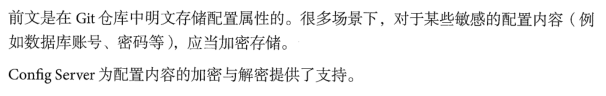 前文是在 Git 仓库中明文存储配置属性的。很多场景下，对于某些敏感的配置内容（例
如数据库账号、密码等），应当加密存储。
Config Server 为配置内容的加密与解密提供了支持。